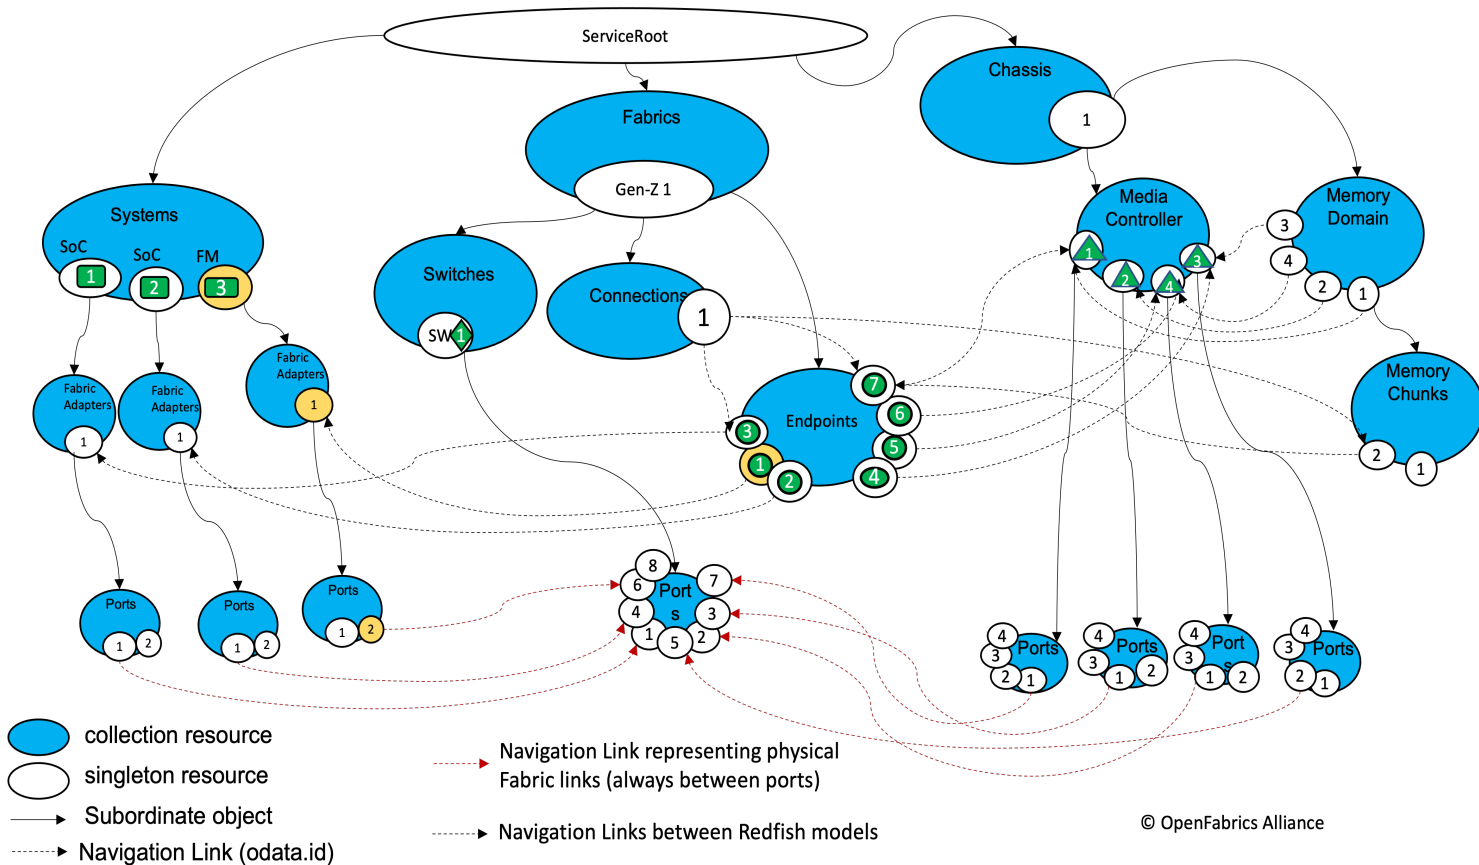 ServiceRoot
Chassis
1
Fabrics
Gen-Z 1
Systems
SoC
1
SoC
2
FM
3
Switches
SW
1
Connections
1
Media
Controller
1
2
4
3
Memory
Domain
3
4
2
1
Memory
Chunks
2
1
Fabric
Adapters
1
Fabric
Adapters
1
Fabric
Adapters
1
Endpoints
7
6
5
4
3
1
2
Ports
1
2
Ports
1
2
Ports
1
2
Port
s
8
6
7
4
3
1
5
2
Ports
4
3
2
1
Ports
4
3
1
2
Port
s
4
3
1
2
Ports
4
3
2
1
collection resource
singleton resource
Subordinate object
Navigation Link (odata.id)
Navigation Link representing physical
Fabric links (always between ports)
Navigation Links between Redfish models
© OpenFabrics Alliance